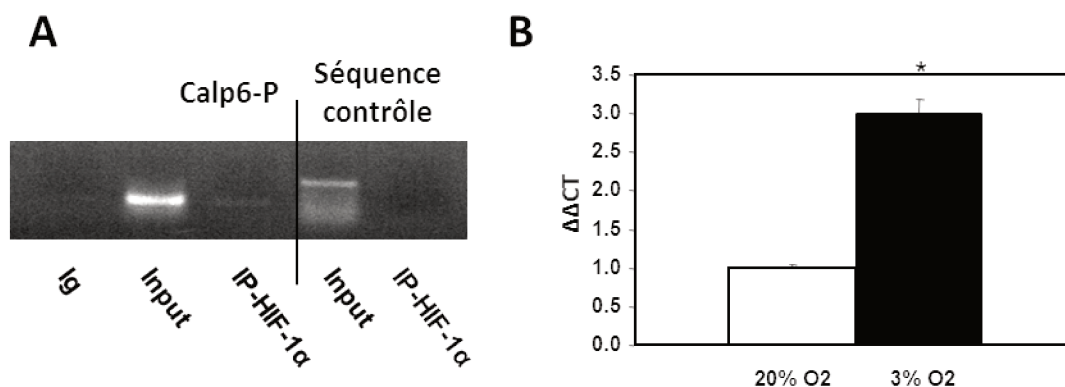 A
Calp6-P
Séquence
contrôle
Ig
Input
IP-HIF-1α
Input
IP-HIF-1α
B
*
3.5
3.0
2.5
2.0
1.5
1.0
0.5
0.0
ΔΔCT
20% O2
3% O2